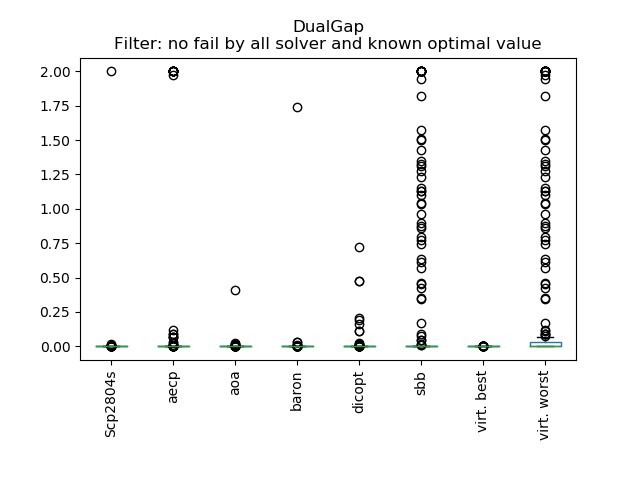 DualGap
Filter: no fail by all solver and known optimal value
2.00
1.75
1.50
1.25
1.00
0.75
0.50
0.25
0.00
Scp2804s
aecp
aoa
baron
dicopt
sbb
virt. best
virt. worst